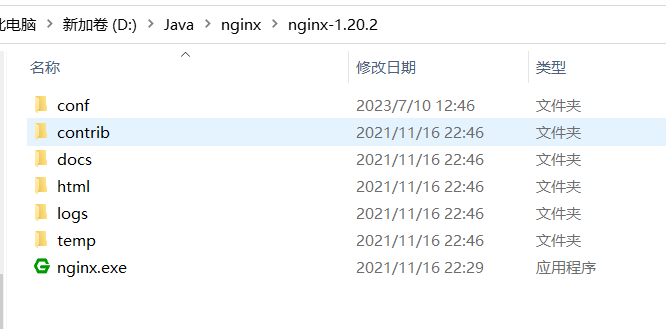 此电脑 > 新加卷 (D:) > Java > nginx > nginx-1.20.2
名称 修改日期 类型
conf 2023/7/10 12:46 文件夹
contrib 2021/11/16 22:46 文件夹
docs 2021/11/16 22:46 文件夹
html 2021/11/16 22:46 文件夹
logs 2021/11/16 22:46 文件夹
temp 2021/11/16 22:46 文件夹
nginx.exe 2021/11/16 22:29 应用程序